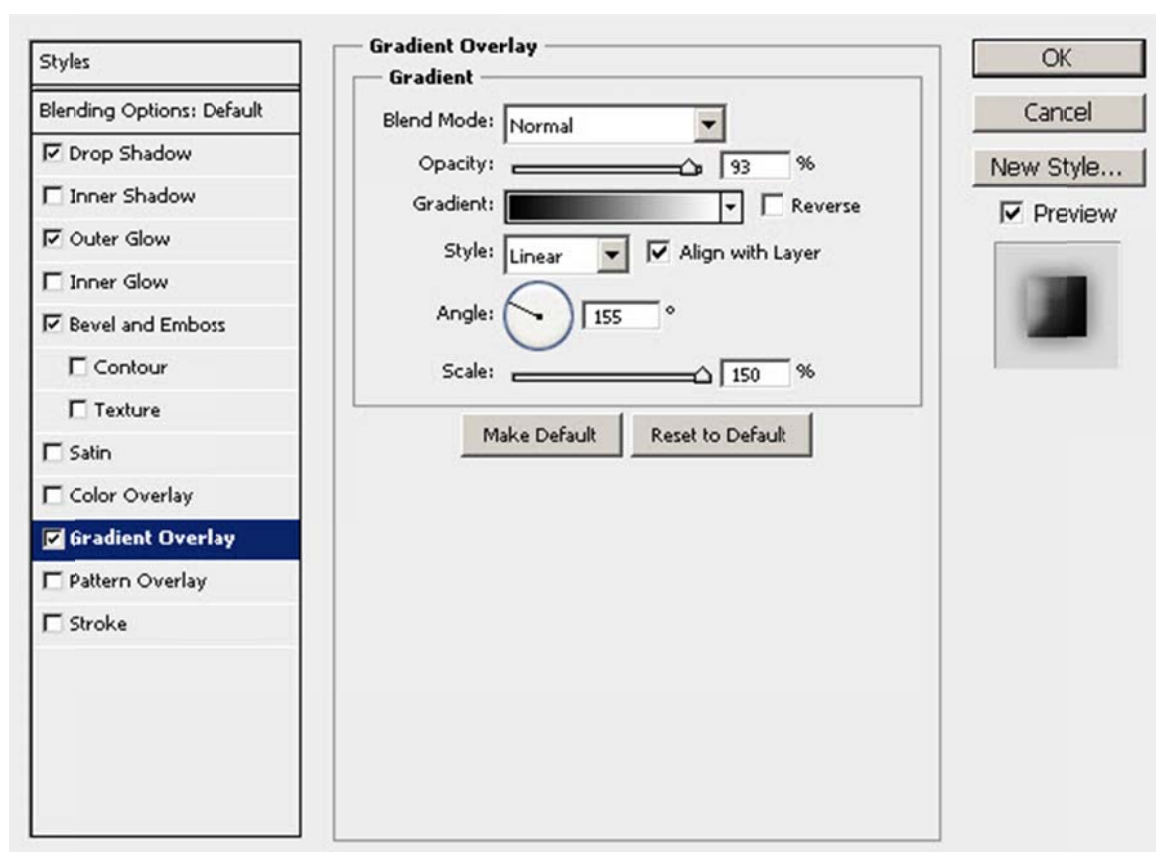 Styles
Blending Options: Default
Drop Shadow
Inner Shadow
Outer Glow
Inner Glow
Bevel and Emboss
Contour
Texture
Satin
Color Overlay
Gradient Overlay
Pattern Overlay
Stroke
Gradient Overlay
Gradient
Blend Mode: Normal
Opacity: 93 %
Gradient: Reverse
Style: Linear Align with Layer
Angle: 155 °
Scale: 150 %
Make Default Reset to Default
OK
Cancel
New Style...
Preview